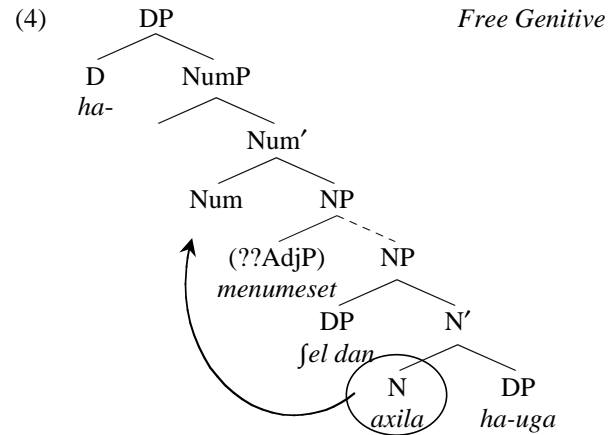 (4) DP Free Genitive
D NumP
ha-
Num′
Num NP
(??AdjP) NP
menumeset
DP N′
ʃel dan
N DP
axila ha-uga